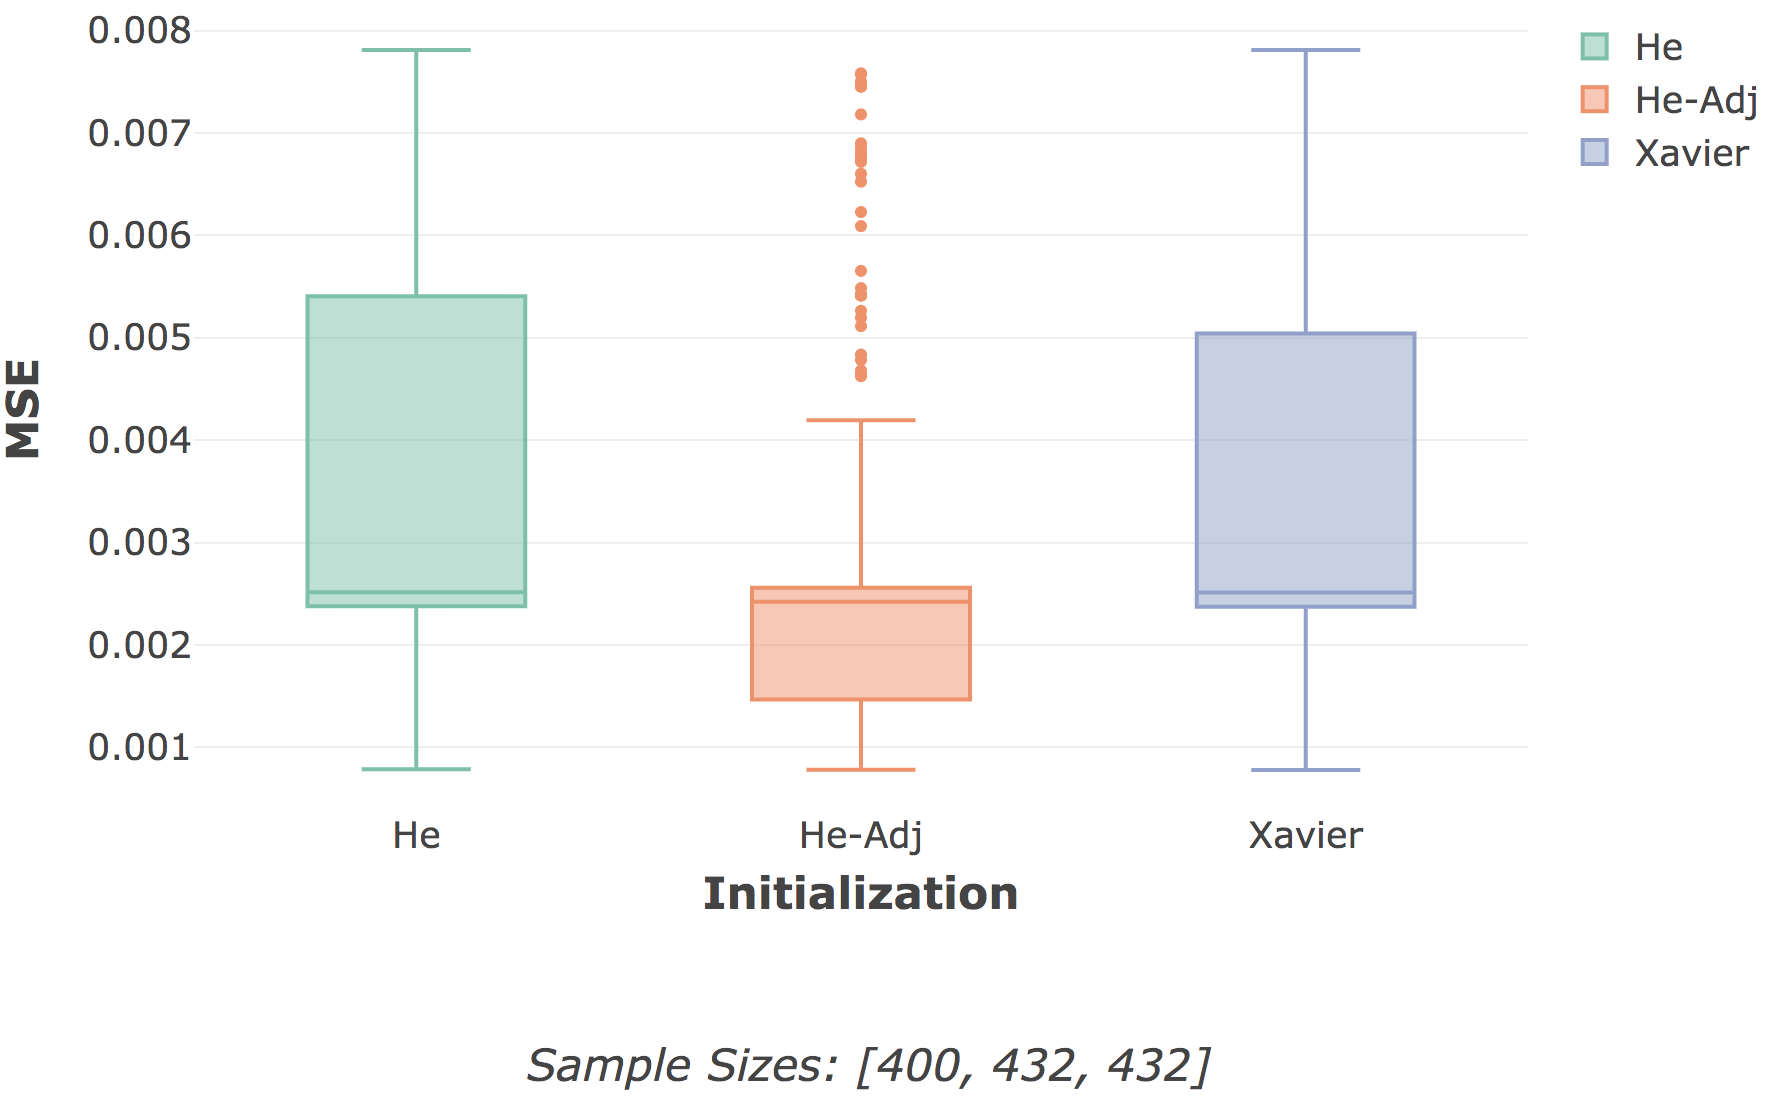 0.008
0.007
0.006
0.005
0.004
0.003
0.002
0.001
MSE
He
He-Adj
Xavier
Initialization
He
He-Adj
Xavier
Sample Sizes: [400, 432, 432]